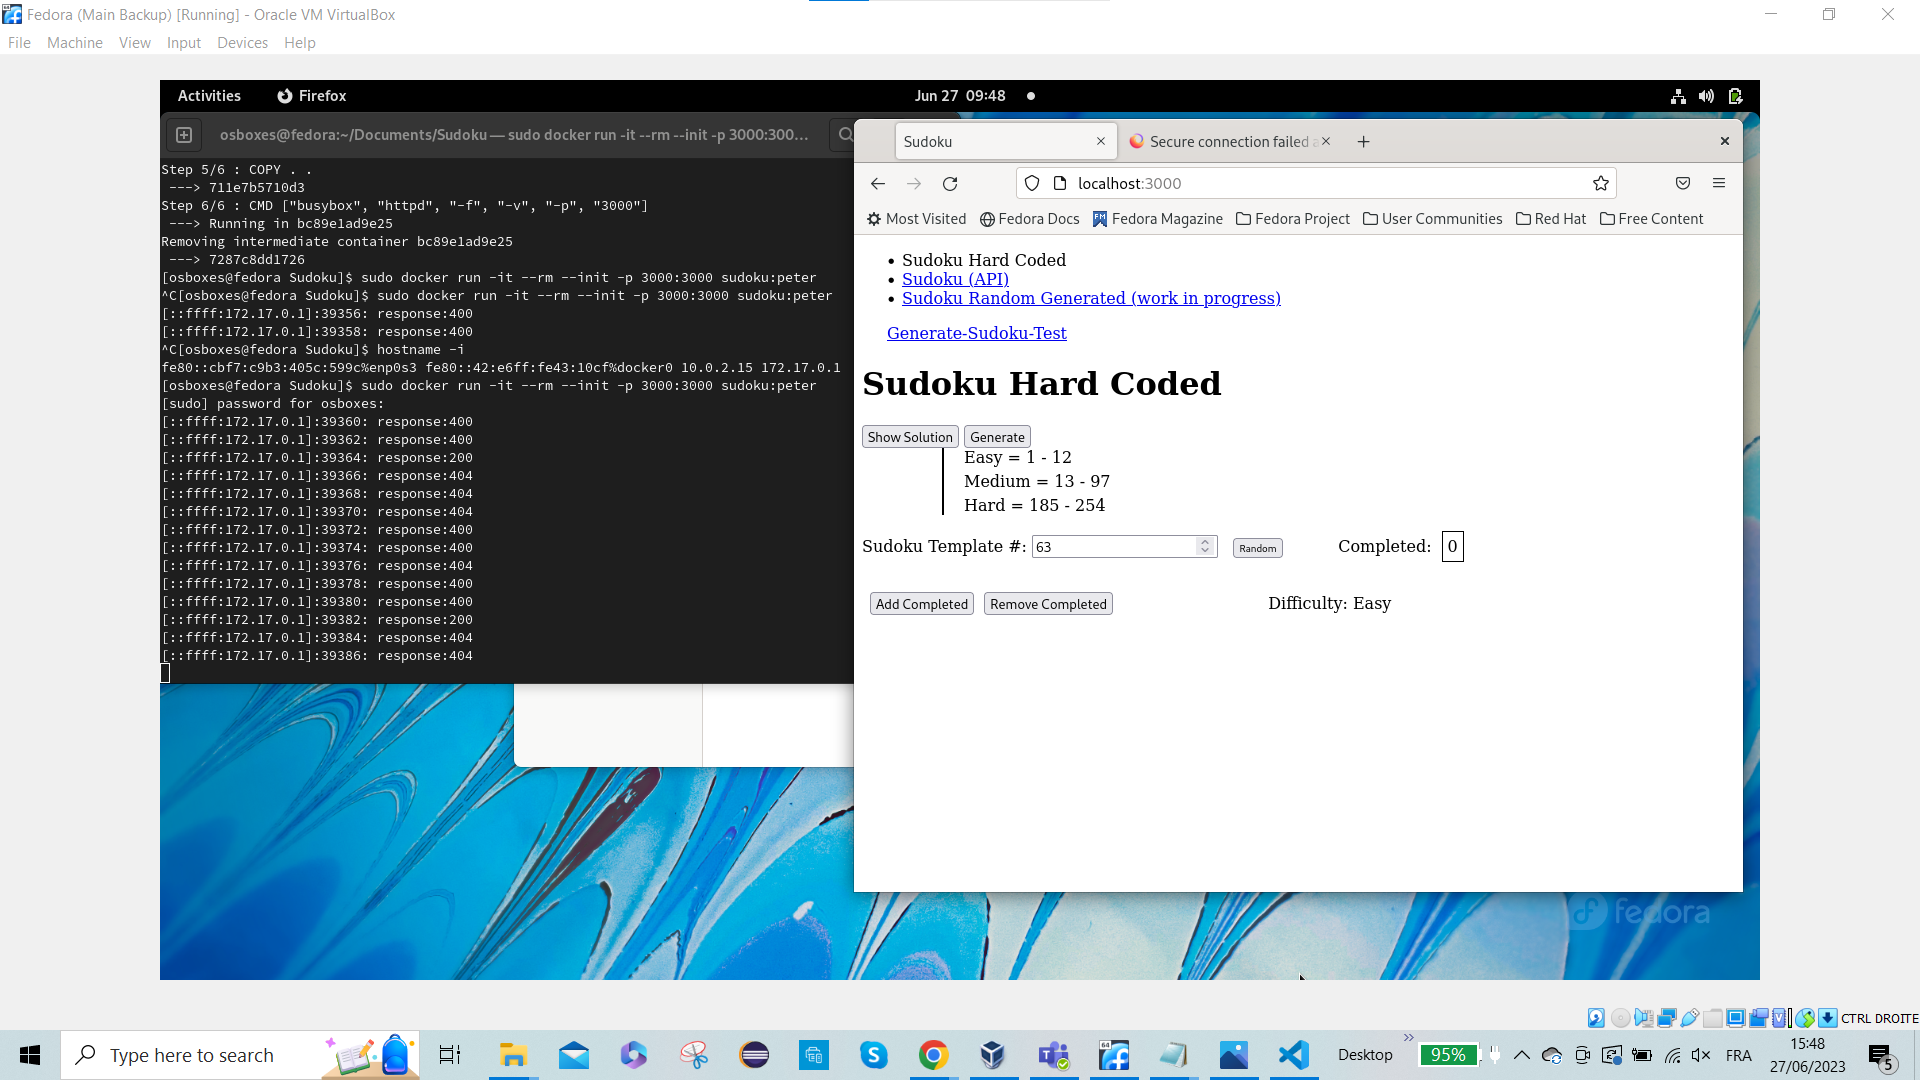 Fedora (Main Backup) [Running] - Oracle VM VirtualBox
File Machine View Input Devices Help
Activities Firefox Jun 27 09:48
osboxes@fedora:~/Documents/Sudoku — sudo docker run -it --rm --init -p 3000:300...
Step 5/6 : COPY . .
---> 711e7b5710d3
Step 6/6 : CMD ["busybox", "httpd", "-f", "-v", "-p", "3000"]
---> Running in bc89e1ad9e25
Removing intermediate container bc89e1ad9e25
---> 7287c8dd1726
[osboxes@fedora Sudoku]$ sudo docker run -it --rm --init -p 3000:3000 sudoku:peter
^C[osboxes@fedora Sudoku]$ sudo docker run -it --rm --init -p 3000:3000 sudoku:peter
[::ffff:172.17.0.1]:39356: response:400
[::ffff:172.17.0.1]:39358: response:400
^C[osboxes@fedora Sudoku]$ hostname -i
fe80::cbf7:c9b3:405c:599c%enp0s3 fe80::42:e6ff:fe43:10cf%docker0 10.0.2.15 172.17.0.1
[osboxes@fedora Sudoku]$ sudo docker run -it --rm --init -p 3000:3000 sudoku:peter
[sudo] password for osboxes:
[::ffff:172.17.0.1]:39360: response:400
[::ffff:172.17.0.1]:39362: response:400
[::ffff:172.17.0.1]:39364: response:200
[::ffff:172.17.0.1]:39366: response:404
[::ffff:172.17.0.1]:39368: response:404
[::ffff:172.17.0.1]:39370: response:404
[::ffff:172.17.0.1]:39372: response:400
[::ffff:172.17.0.1]:39374: response:400
[::ffff:172.17.0.1]:39376: response:404
[::ffff:172.17.0.1]:39378: response:400
[::ffff:172.17.0.1]:39380: response:400
[::ffff:172.17.0.1]:39382: response:200
[::ffff:172.17.0.1]:39384: response:404
[::ffff:172.17.0.1]:39386: response:404
Sudoku Secure connection failed a
localhost:3000
Most Visited Fedora Docs Fedora Magazine Fedora Project User Communities Red Hat Free Content
Sudoku Hard Coded
Sudoku (API)
Sudoku Random Generated (work in progress)
Generate-Sudoku-Test
Sudoku Hard Coded
Show Solution Generate
Easy = 1 - 12
Medium = 13 - 97
Hard = 185 - 254
Sudoku Template #: 63 Random Completed: 0
Add Completed Remove Completed Difficulty: Easy
fedora
CTRL DROITE
Type here to search Desktop 95% FRA 15:48
27/06/2023 5